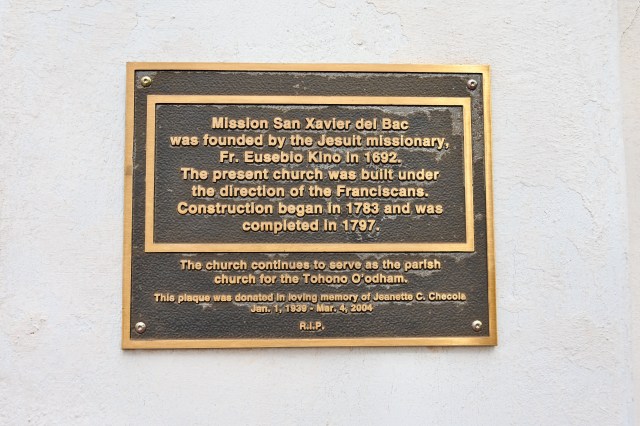 Mission San Xavier del Bac
was founded by the Jesuit missionary,
Fr. Eusebio Kino in 1692.
The present church was built under
the direction of the Franciscans.
Construction began in 1783 and was
completed in 1797.
The church continues to serve as the parish
church for the Tohono O'odham.
This plaque was donated in loving memory of Jeanette C. Checola
Jan. 1, 1939 - Mar. 4, 2004
R.I.P.